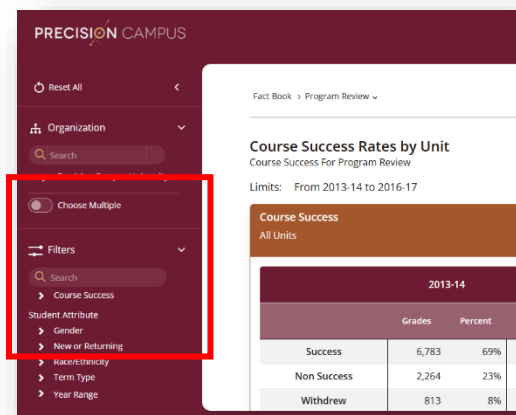 PRECISION CAMPUS
Reset All
Organization
Search
Choose Multiple
Filters
Search
Course Success
Student Attribute
Gender
New or Returning
Race/Ethnicity
Term Type
Year Range
Fact Book > Program Review
Course Success Rates by Unit
Course Success For Program Review
Limits: From 2013-14 to 2016-17
Course Success
All Units
2013-14
Grades Percent
Success 6,783 69%
Non Success 2,264 23%
Withdrew 813 8%